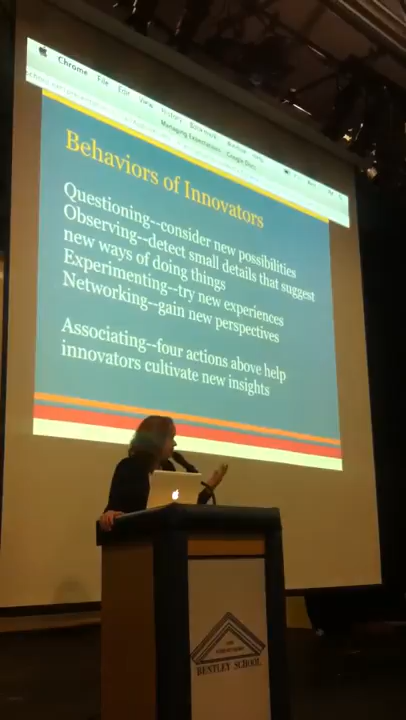 Chrome File Edit View History Bookmarks Window Help
Managing Expectations - Google Docs
Behaviors of Innovators
Questioning--consider new possibilities
Observing--detect small details that suggest
new ways of doing things
Experimenting--try new experiences
Networking--gain new perspectives
Associating--four actions above help
innovators cultivate new insights
BENTLEY SCHOOL